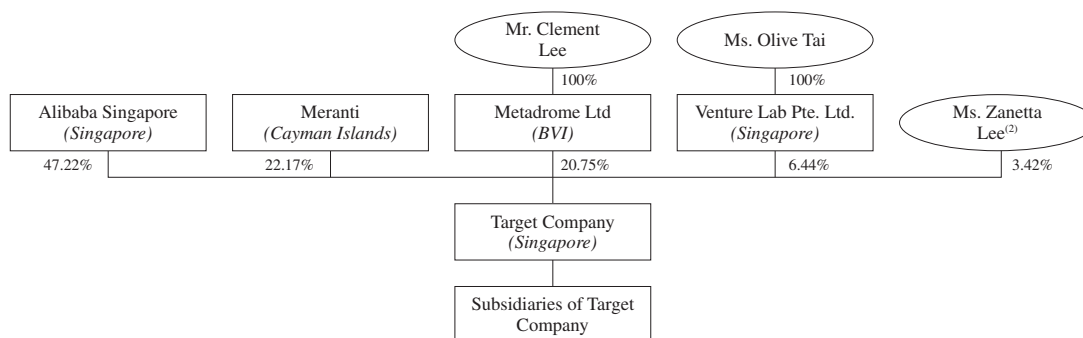 Mr. Clement
Lee
Ms. Olive Tai
100%
100%
Alibaba Singapore
(Singapore)
Meranti
(Cayman Islands)
Metadrome Ltd
(BVI)
Venture Lab Pte. Ltd.
(Singapore)
Ms. Zanetta
Lee(2)
47.22%
22.17%
20.75%
6.44%
3.42%
Target Company
(Singapore)
Subsidiaries of Target
Company